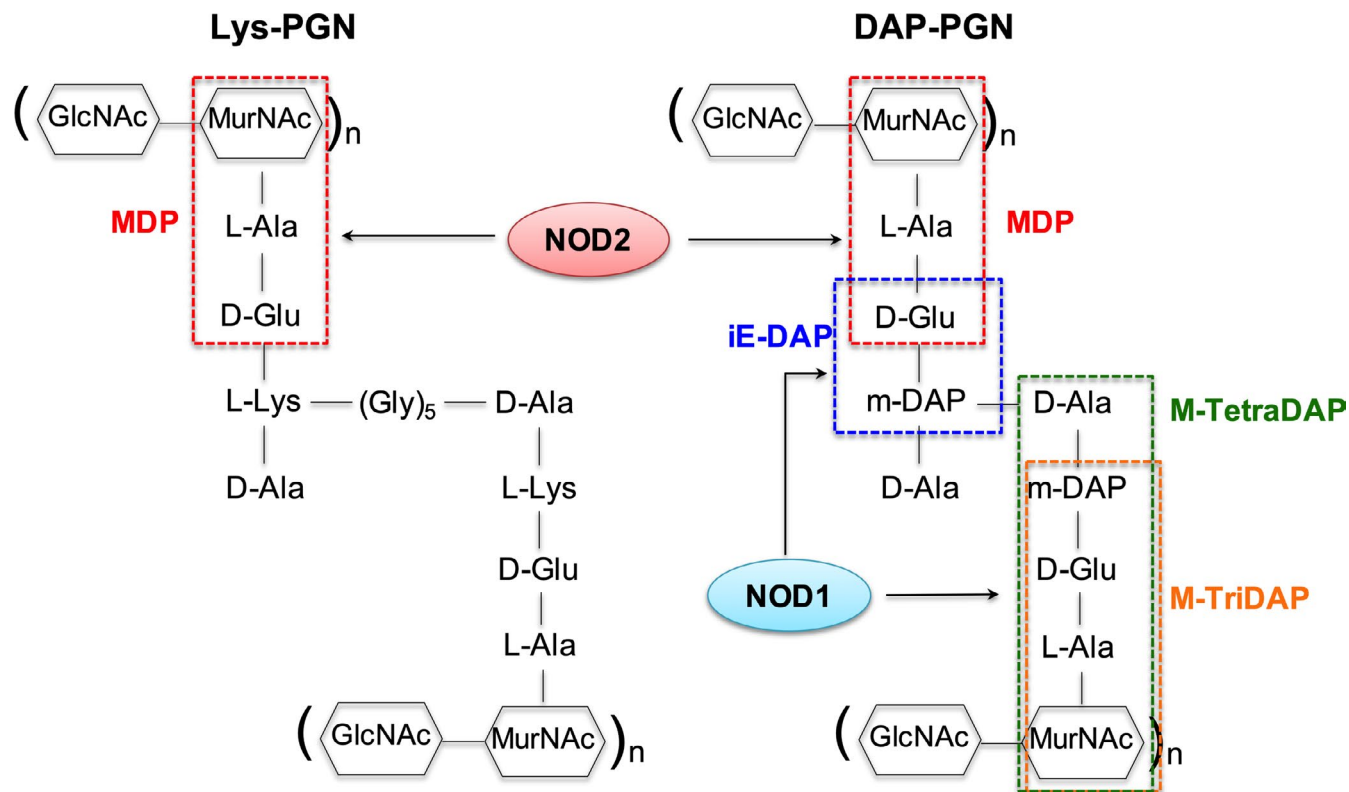 Lys-PGN
DAP-PGN
(GlcNAc MurNAc)n
(GlcNAc MurNAc)n
MDP
L-Ala
NOD2
L-Ala
MDP
D-Glu
D-Glu
iE-DAP
L-Lys (Gly)5 D-Ala
m-DAP D-Ala
M-TetraDAP
D-Ala
L-Lys
D-Ala
m-DAP
D-Glu
NOD1
D-Glu
M-TriDAP
L-Ala
L-Ala
(GlcNAc MurNAc)n
(GlcNAc MurNAc)n